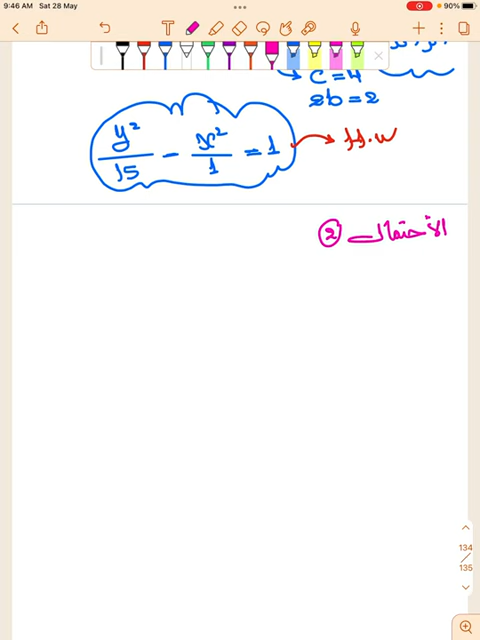 9:46 AM Sat 28 May
90%
c = 4
2b = 2
y²/15 - x²/1 = 1 → H.W
الاحتمال ②
134
135